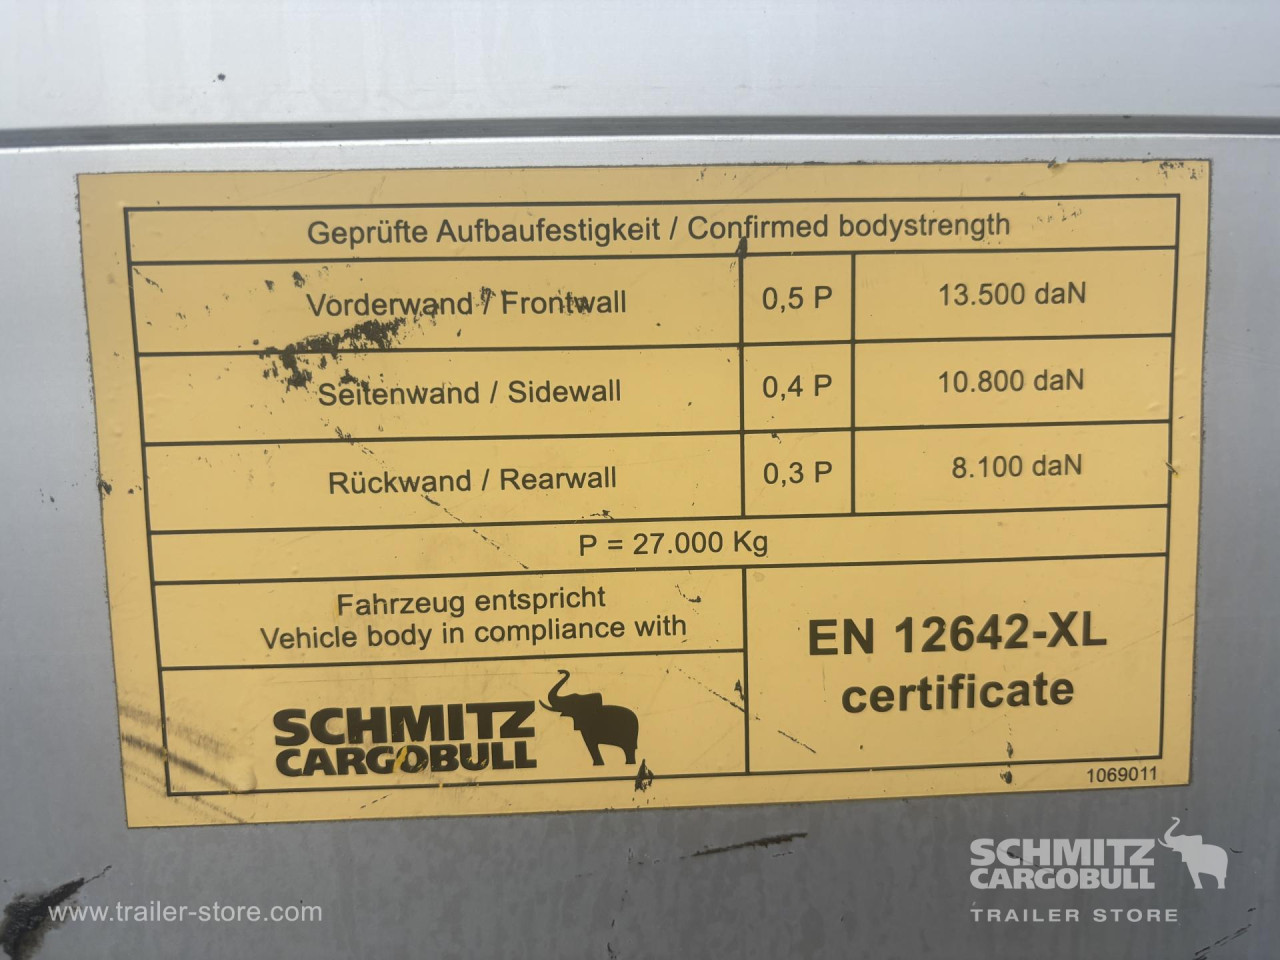 Geprüfte Aufbaufestigkeit / Confirmed bodystrength
Vorderwand / Frontwall 0,5 P 13.500 daN
Seitenwand / Sidewall 0,4 P 10.800 daN
Rückwand / Rearwall 0,3 P 8.100 daN
P = 27.000 Kg
Fahrzeug entspricht
Vehicle body in compliance with
EN 12642-XL
certificate
SCHMITZ
CARGOBULL
1069011
SCHMITZ
CARGOBULL
TRAILER STORE
www.trailer-store.com